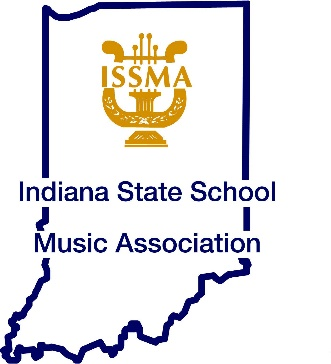 ISSMA
Indiana State School
Music Association